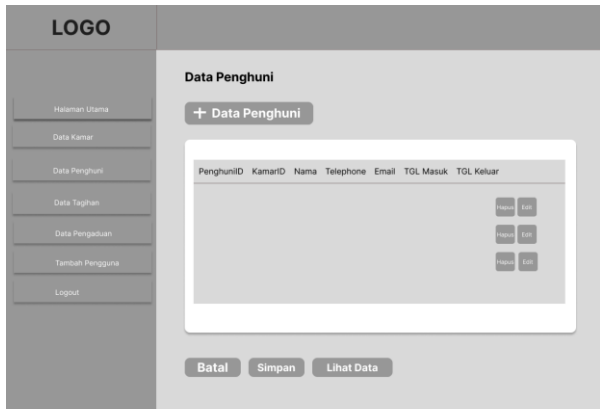 LOGO
Data Penghuni
Halaman Utama
Data Kamar
Data Penghuni
Data Tagihan
Data Pengaduan
Tambah Pengguna
Logout
+ Data Penghuni
PenghuniID KamarID Nama Telephone Email TGL Masuk TGL Keluar
Hapus Edit
Hapus Edit
Hapus Edit
Batal Simpan Lihat Data